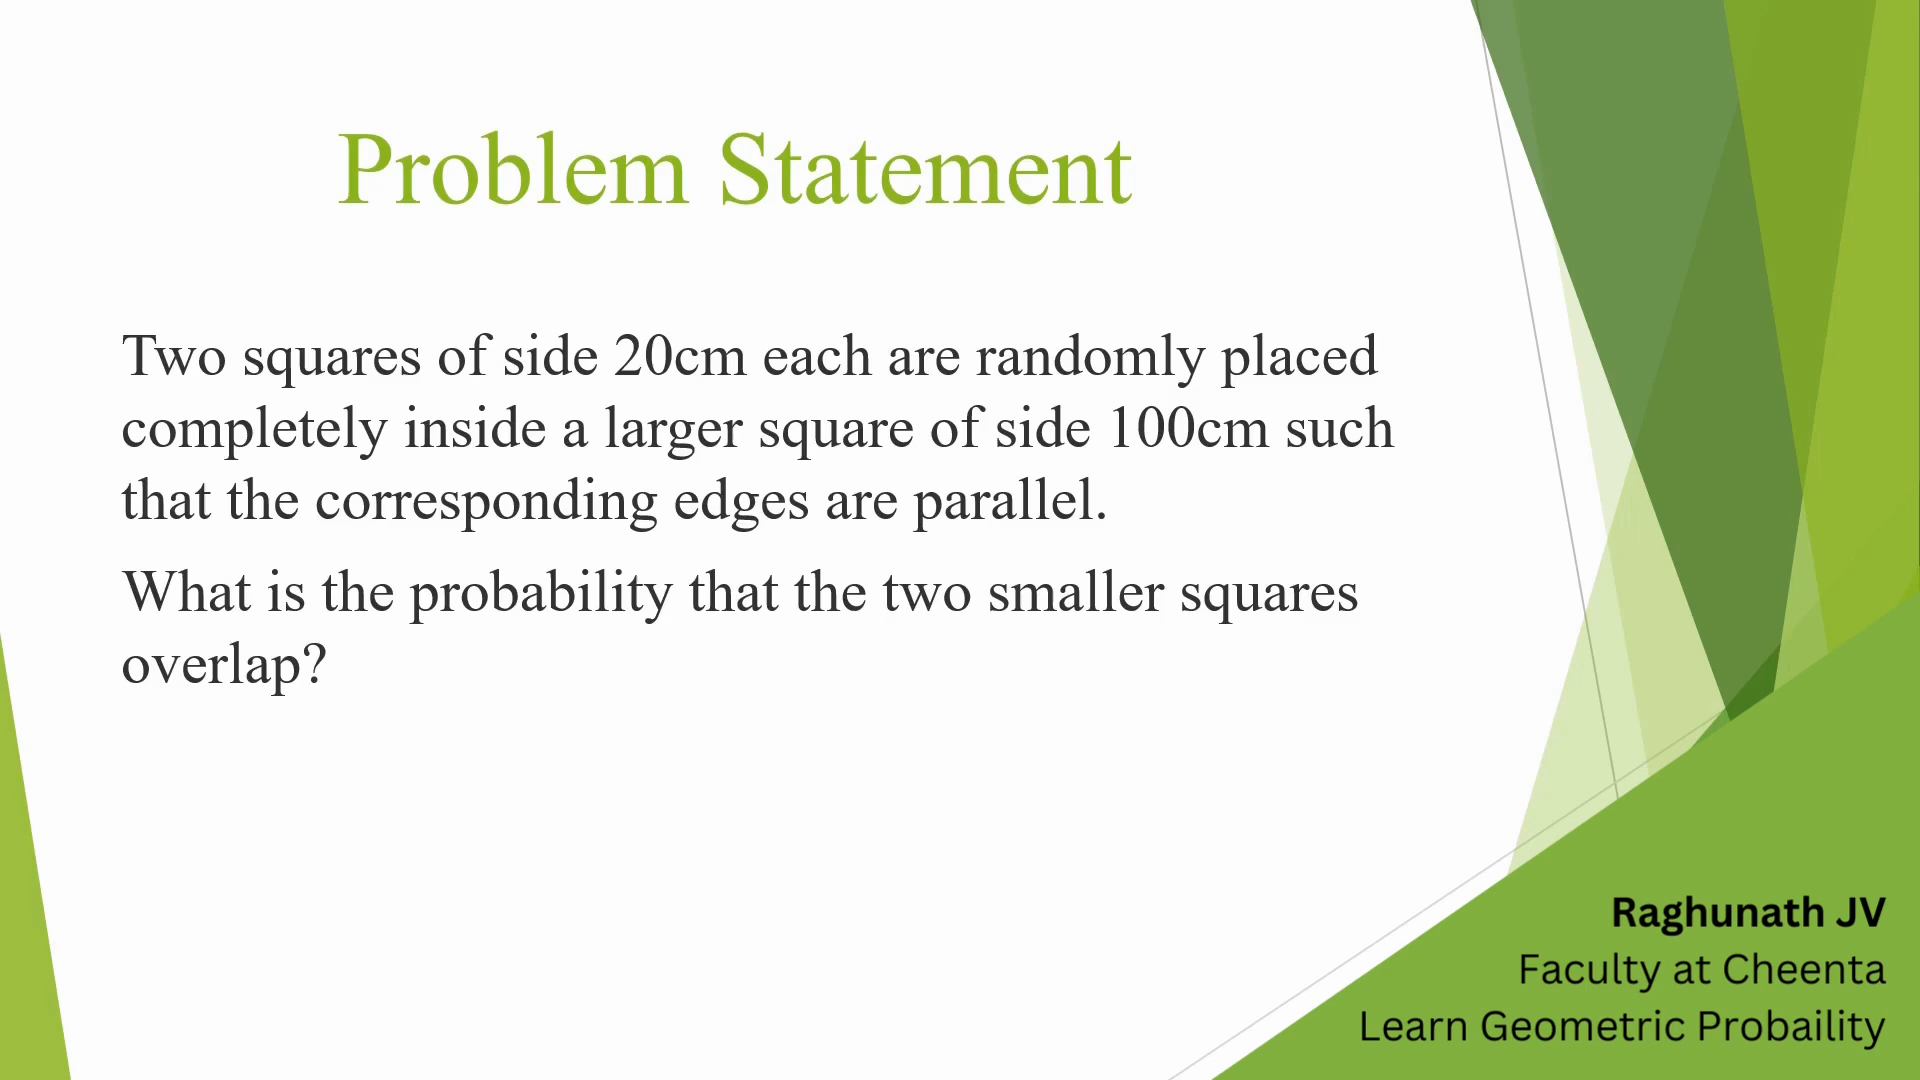 Problem Statement
Two squares of side 20cm each are randomly placed
completely inside a larger square of side 100cm such
that the corresponding edges are parallel.
What is the probability that the two smaller squares
overlap?
Raghunath JV
Faculty at Cheenta
Learn Geometric Probaility